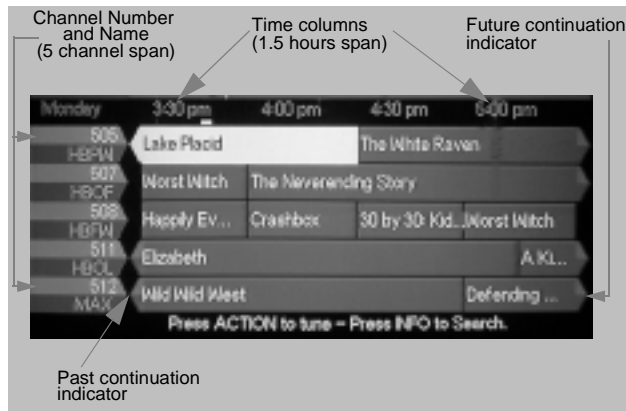 Channel Number
and Name
(5 channel span)
Time columns
(1.5 hours span)
Future continuation
indicator
Monday 3:30 pm 4:00 pm 4:30 pm 5:00 pm
505
HBPW
Lake Placid The White Raven
507
HBOF
Worst Witch The Neverending Story
508
HBFW
Happily Ev... Crashbox 30 by 30: Kid... Worst Witch
511
HBOL
Elizabeth A Ki...
512
MAX
Wild Wild West Defending ...
Press ACTION to tune – Press INFO to Search.
Past continuation
indicator